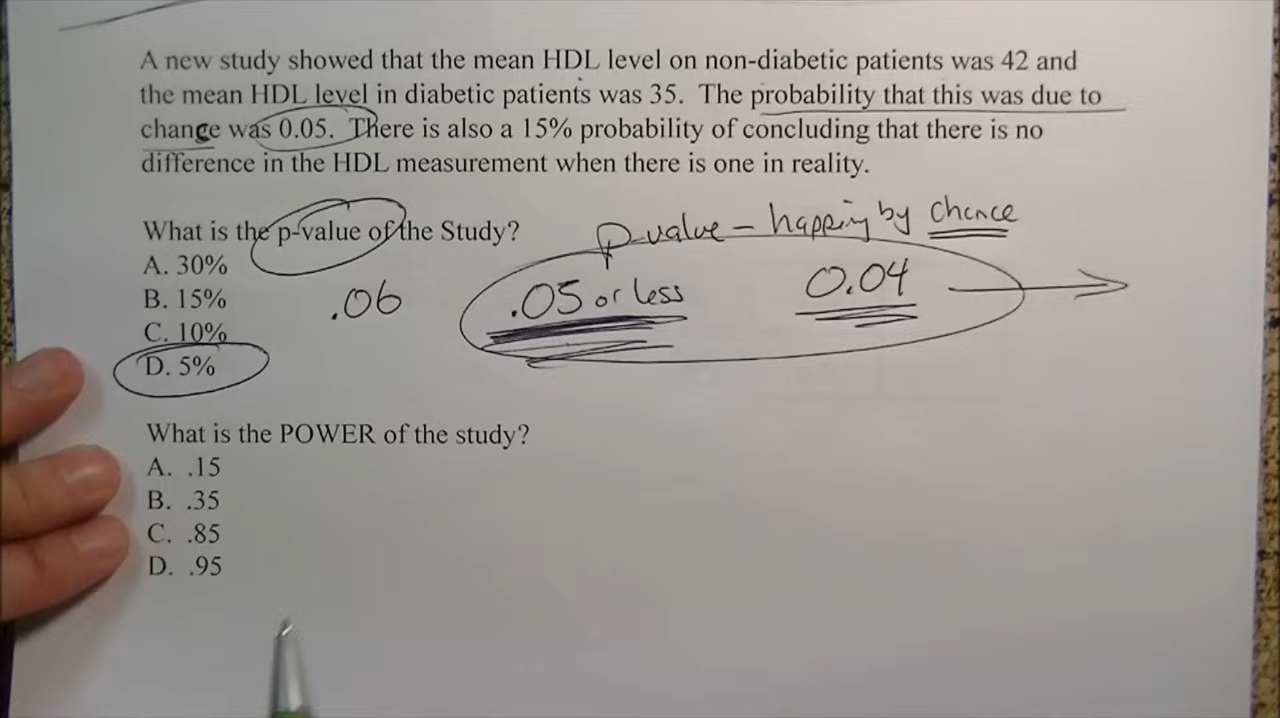 A new study showed that the mean HDL level on non-diabetic patients was 42 and
the mean HDL level in diabetic patients was 35. The probability that this was due to
chance was 0.05. There is also a 15% probability of concluding that there is no
difference in the HDL measurement when there is one in reality.
What is the p-value of the Study?
p value – happing by chance
A. 30%
B. 15%
.06 .05 or less 0.04
C. 10%
D. 5%
What is the POWER of the study?
A. .15
B. .35
C. .85
D. .95